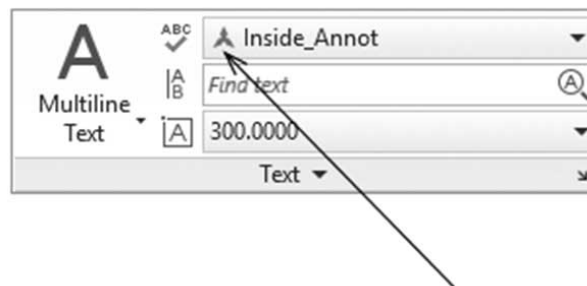 ABC
Inside_Annot
A
B
Find text
A
300.0000
A
A
Multiline
Text
Text